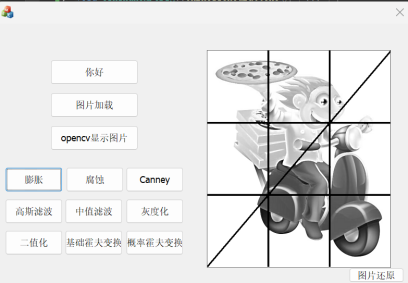 你好
图片加载
opencv显示图片
膨胀 腐蚀 Canney
高斯滤波 中值滤波 灰度化
二值化 基础霍夫变换 概率霍夫变换
图片还原